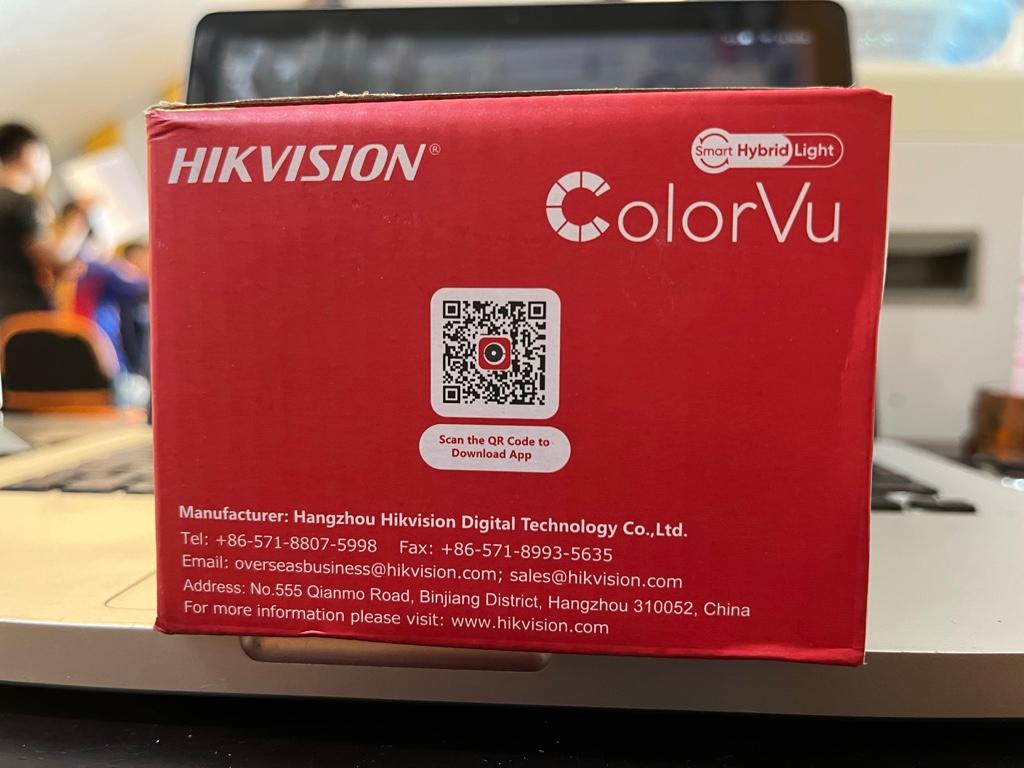 HIKVISION®
Smart Hybrid Light
ColorVu
Scan the QR Code to
Download App
Manufacturer: Hangzhou Hikvision Digital Technology Co.,Ltd.
Tel: +86-571-8807-5998 Fax: +86-571-8993-5635
Email: overseasbusiness@hikvision.com; sales@hikvision.com
Address: No.555 Qianmo Road, Binjiang District, Hangzhou 310052, China
For more information please visit: www.hikvision.com